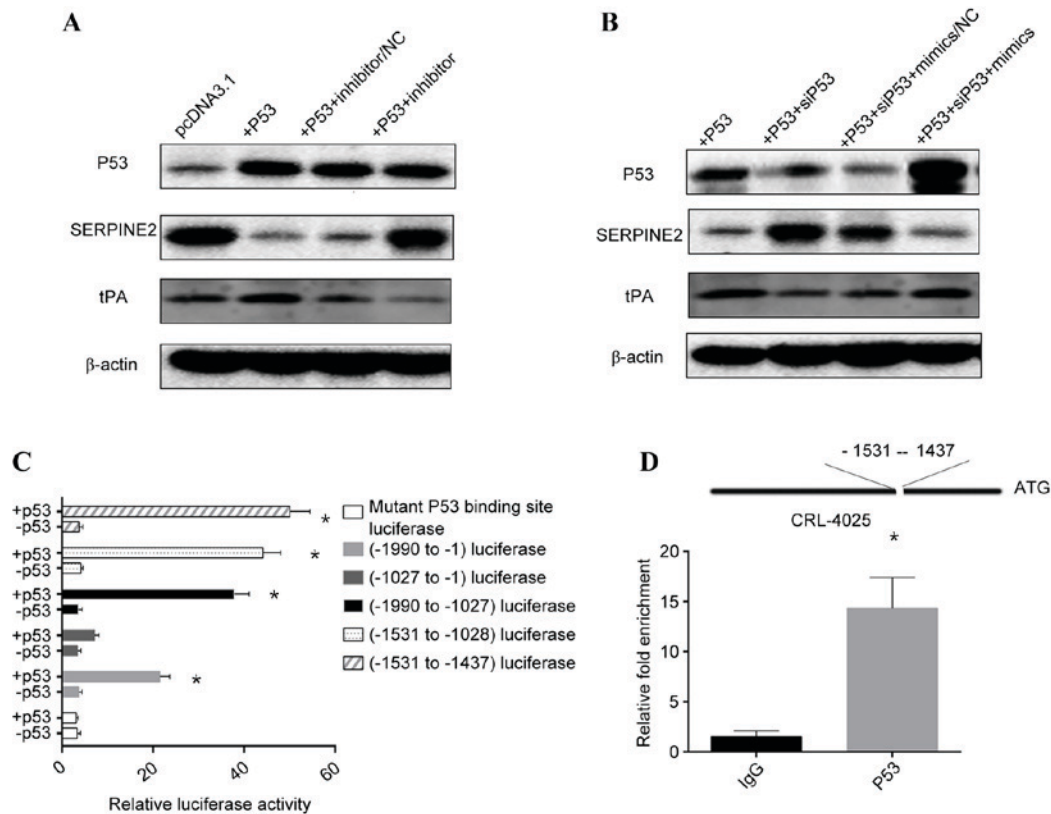 A
pcDNA3.1
+P53
+P53+inhibitor/NC
+P53+inhibitor
P53
SERPINE2
tPA
β-actin
B
+P53
+P53+siP53
+P53+siP53+mimics/NC
+P53+siP53+mimics
P53
SERPINE2
tPA
β-actin
C
+p53
-p53
+p53
-p53
+p53
-p53
+p53
-p53
+p53
-p53
+p53
-p53
*
*
*
*
0
20
40
60
Relative luciferase activity
Mutant P53 binding site
luciferase
(-1990 to -1) luciferase
(-1027 to -1) luciferase
(-1990 to -1027) luciferase
(-1531 to -1028) luciferase
(-1531 to -1437) luciferase
D
- 1531 -- 1437
ATG
CRL-4025
*
20
15
10
5
0
Relative fold enrichment
IgG
P53